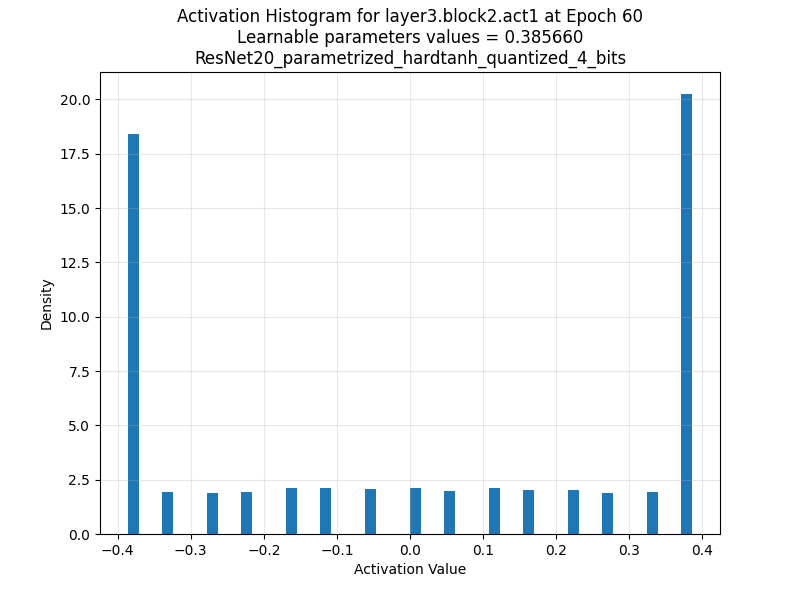 Activation Histogram for layer3.block2.act1 at Epoch 60
Learnable parameters values = 0.385660
ResNet20_parametrized_hardtanh_quantized_4_bits
20.0
17.5
15.0
12.5
10.0
7.5
5.0
2.5
0.0
Density
−0.4 −0.3 −0.2 −0.1 0.0 0.1 0.2 0.3 0.4
Activation Value